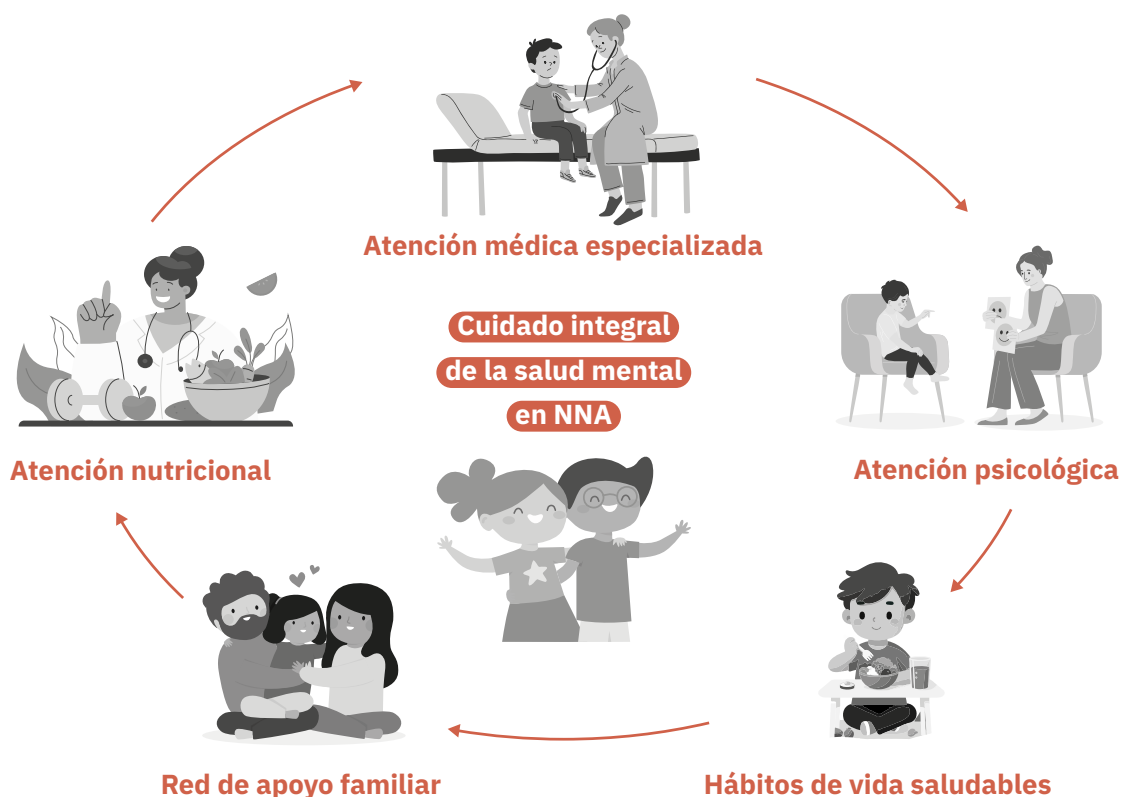 Atención médica especializada
Cuidado integral
de la salud mental
en NNA
Atención nutricional
Atención psicológica
Red de apoyo familiar
Hábitos de vida saludables